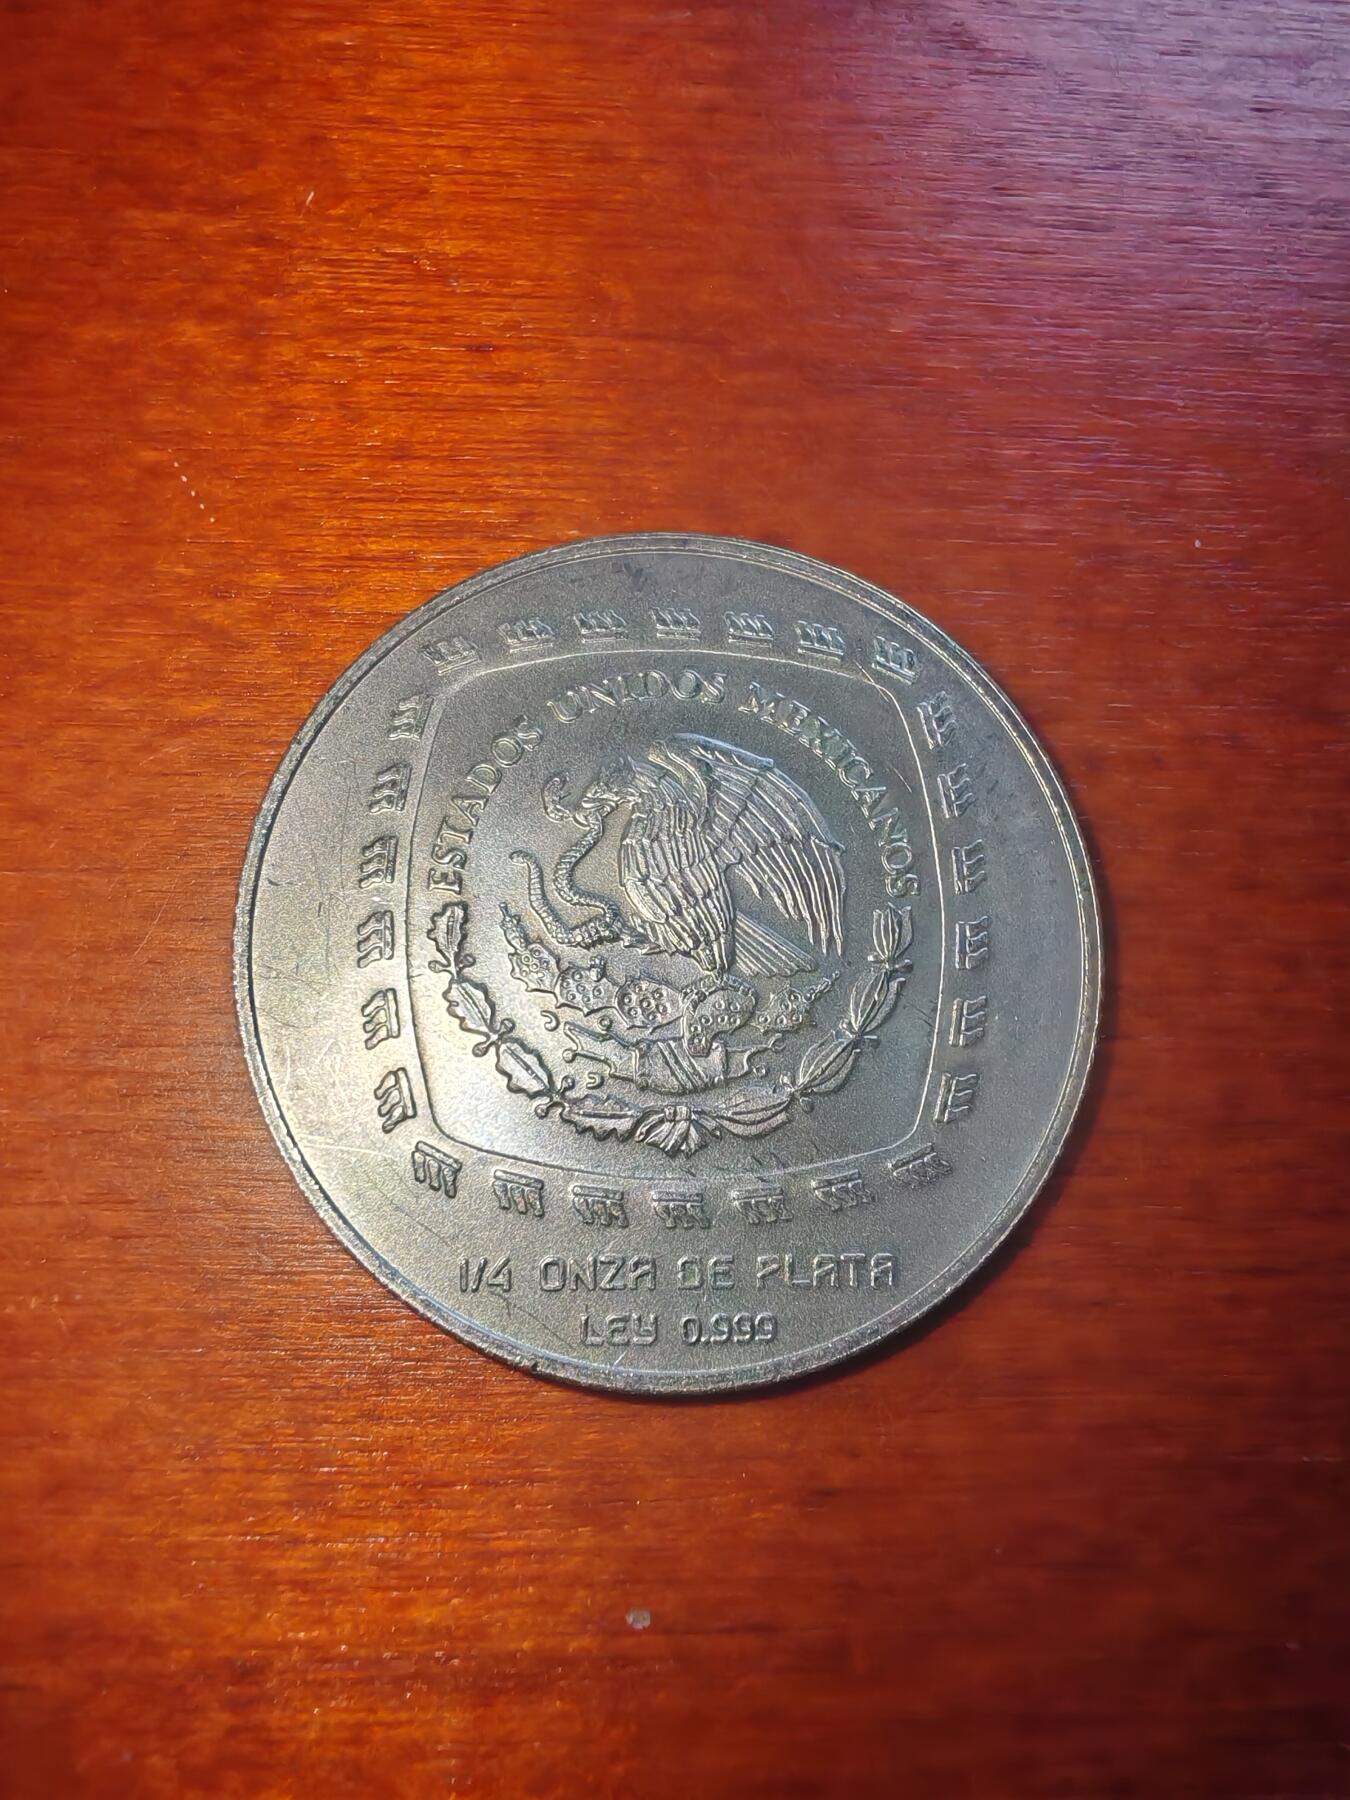 ESTADOS UNIDOS MEXICANOS
1/4 ONZA DE PLATA
LEY 0.999